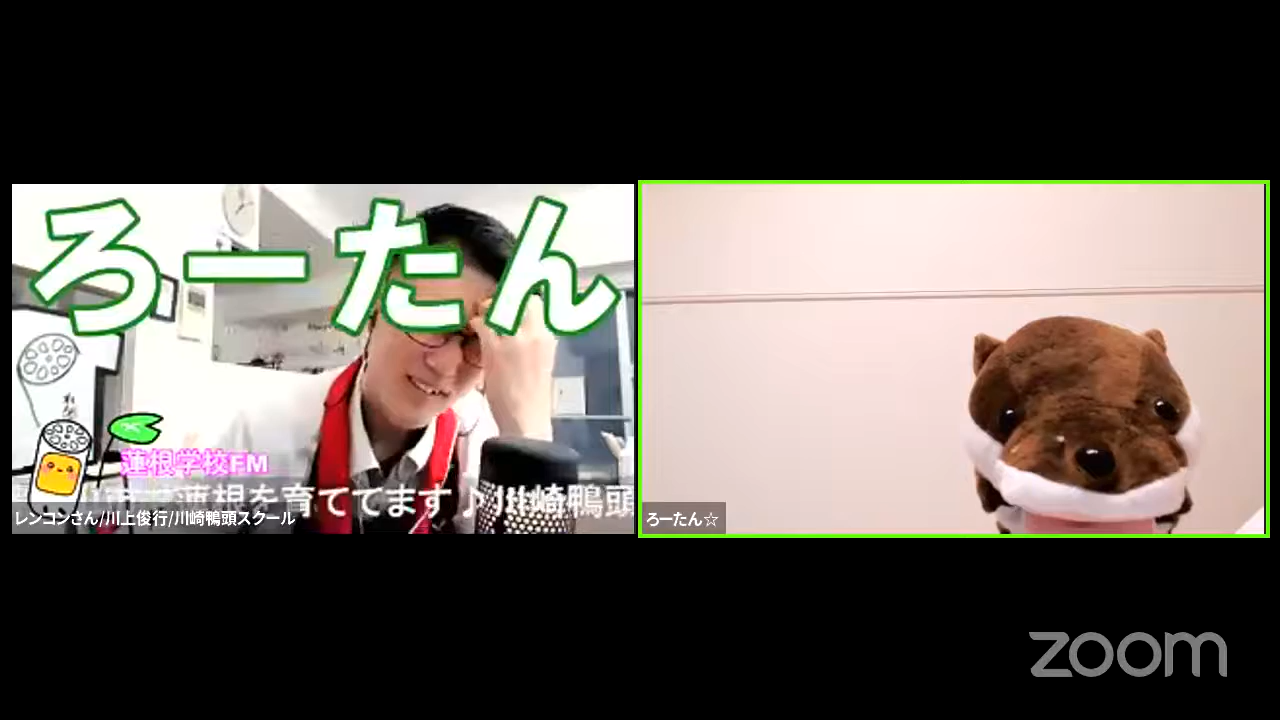 ろーたん
蓮根学校FM
蓮根を育ててます♪川崎鴨頭
レンコンさん/川上俊行/川崎鴨頭スクール
ろーたん☆
zoom